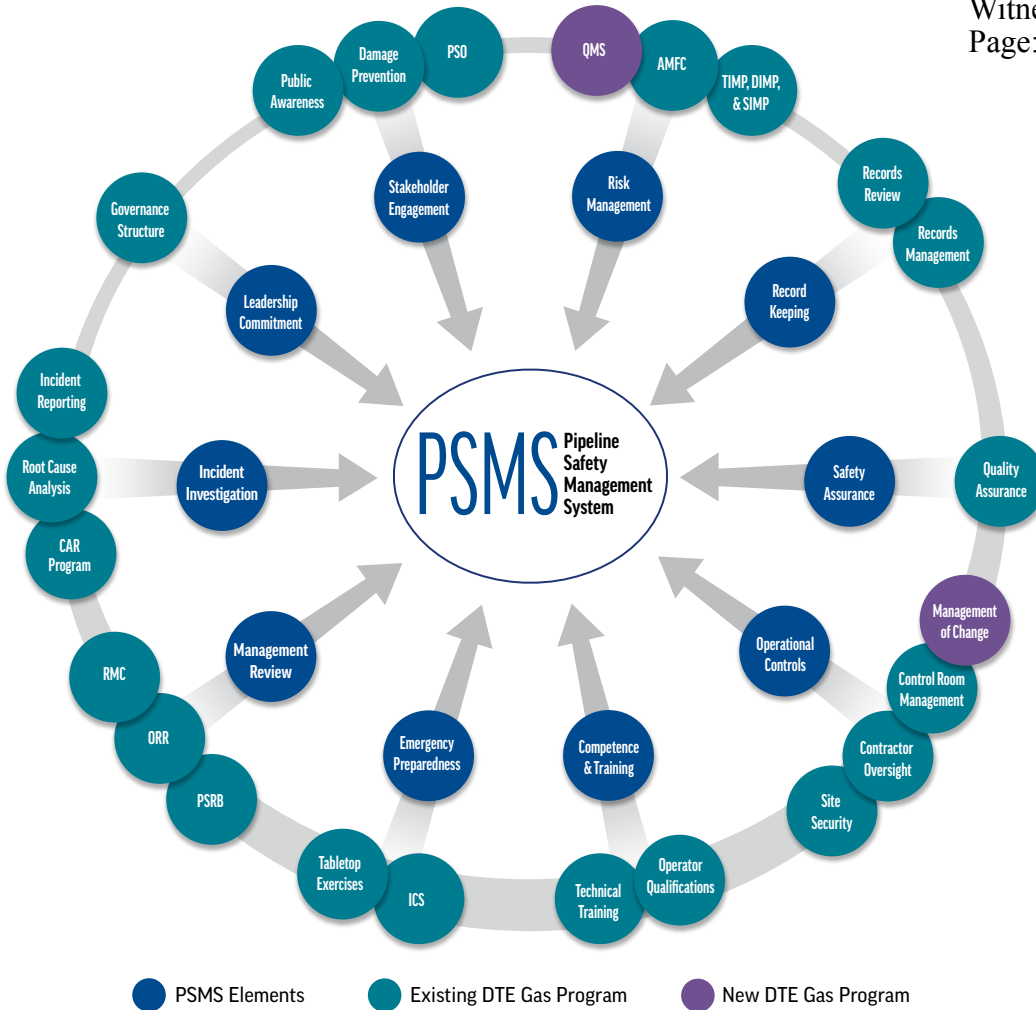 Witne
Page:
PSO
QMS
Damage
Prevention
AMFC
Public
Awareness
TIMP, DIMP,
& SIMP
Stakeholder
Engagement
Risk
Management
Records
Review
Governance
Structure
Records
Management
Leadership
Commitment
Record
Keeping
Incident
Reporting
PSMS
Pipeline
Safety
Management
System
Root Cause
Analysis
Incident
Investigation
Safety
Assurance
Quality
Assurance
CAR
Program
Management
of Change
Management
Review
Operational
Controls
RMC
Control Room
Management
ORR
Emergency
Preparedness
Competence
& Training
Contractor
Oversight
PSRB
Site
Security
Tabletop
Exercises
ICS
Technical
Training
Operator
Qualifications
PSMS Elements
Existing DTE Gas Program
New DTE Gas Program